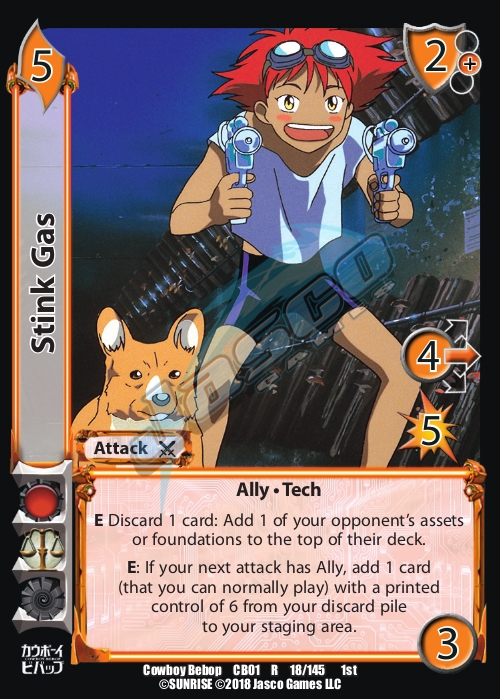 5
2
+
Stink Gas
4
5
Attack
Ally • Tech
E Discard 1 card: Add 1 of your opponent's assets
or foundations to the top of their deck.
E: If your next attack has Ally, add 1 card
(that you can normally play) with a printed
control of 6 from your discard pile
to your staging area.
3
カウボーイ
ビバップ
Cowboy Bebop CB01 R 18/145 1st
©SUNRISE ©2018 Jasco Games LLC
JASCO